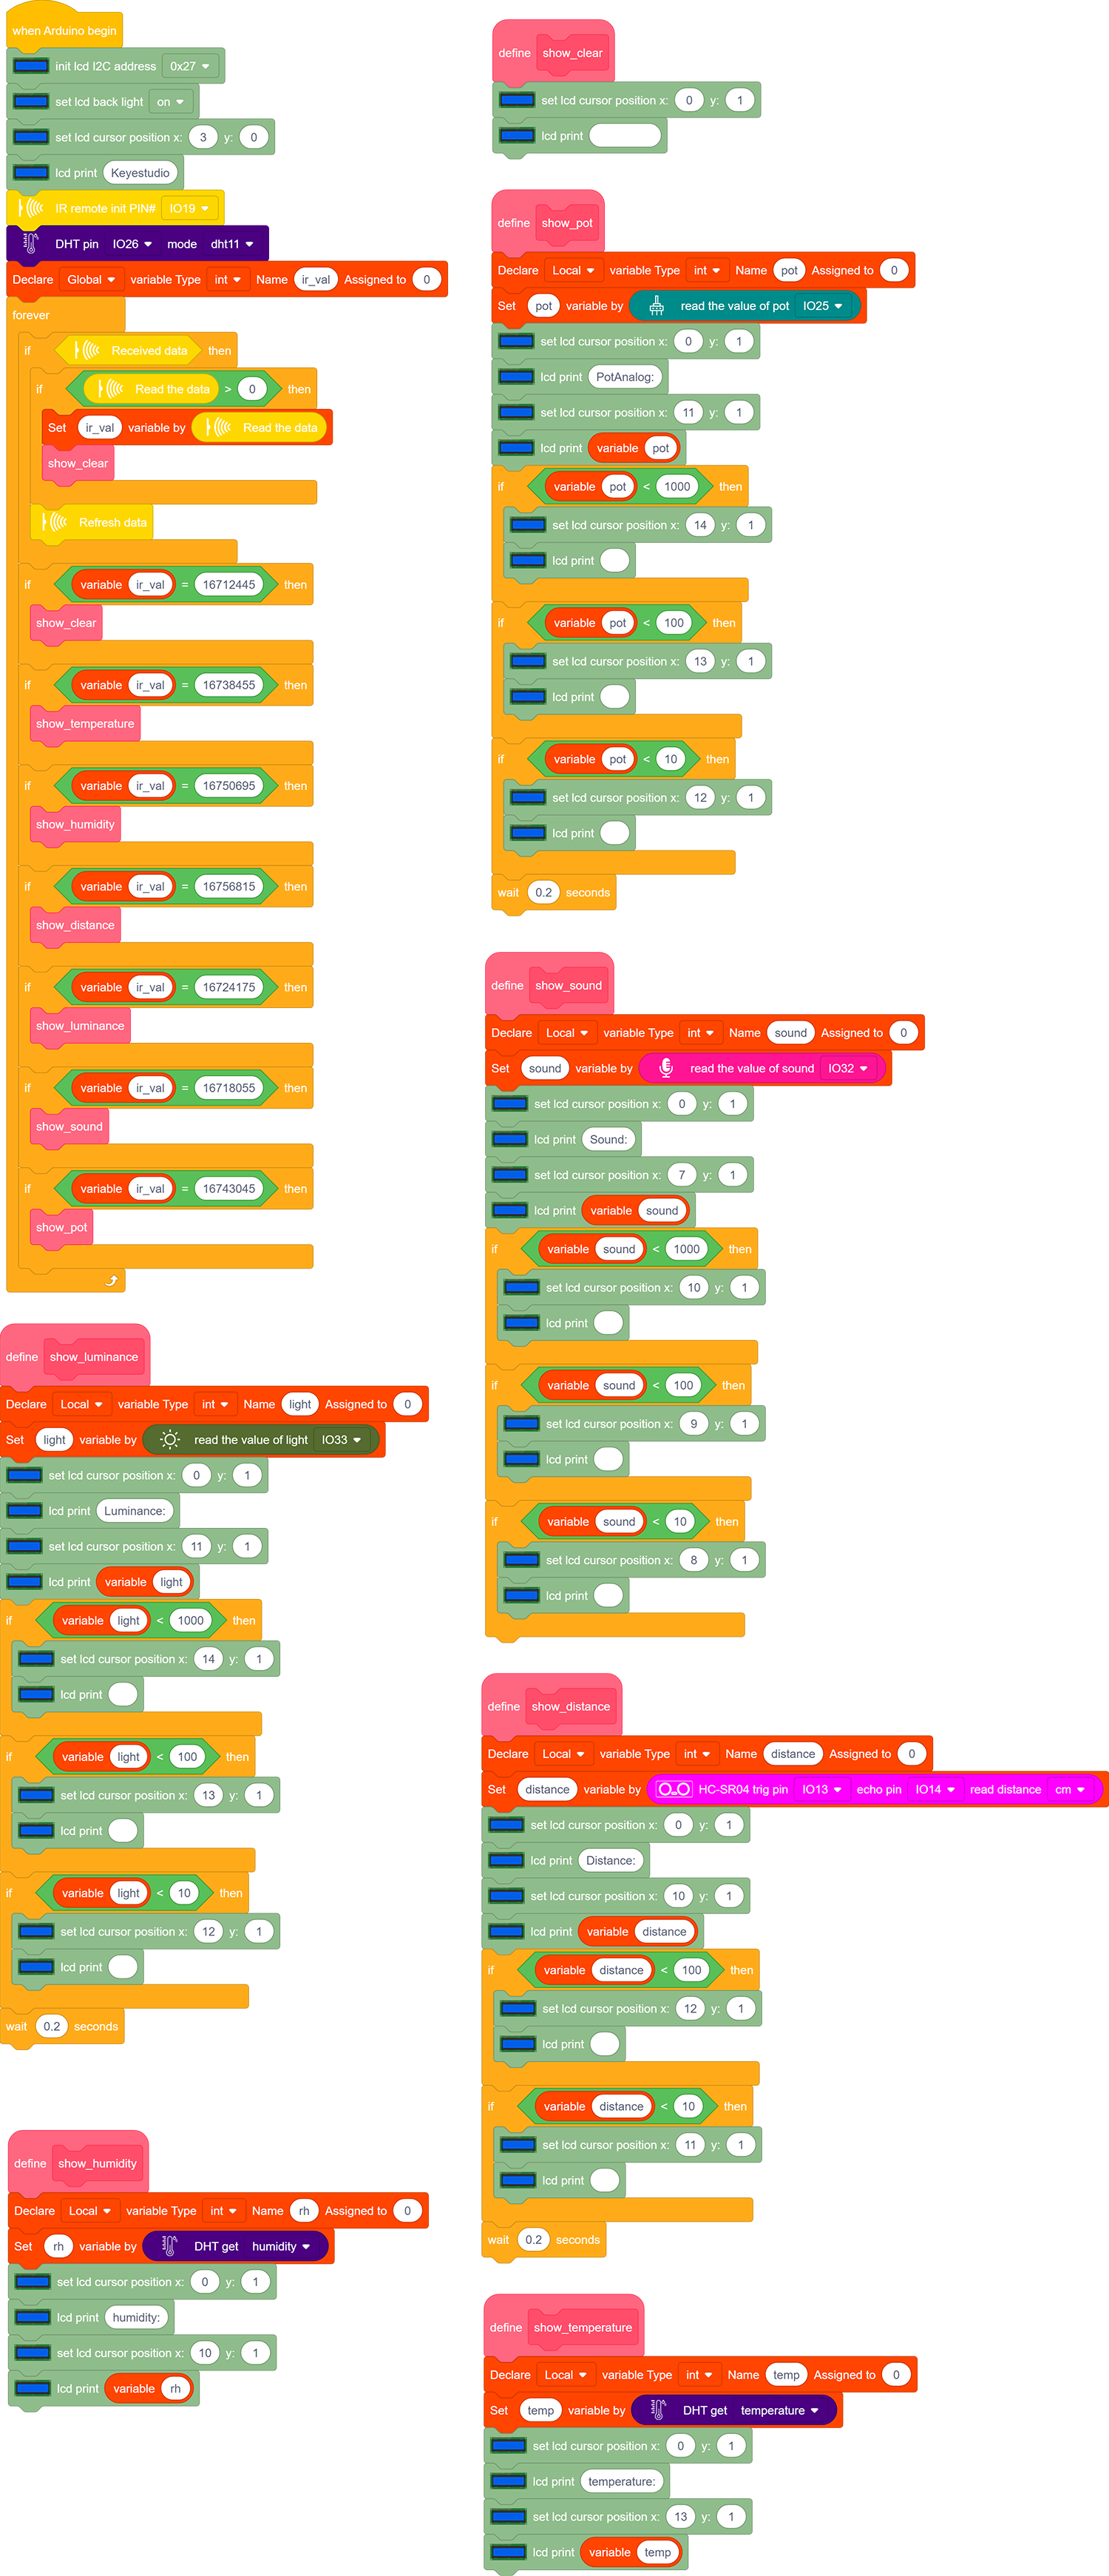 when Arduino begin
init lcd I2C address 0x27
set lcd back light on
set lcd cursor position x: 3 y: 0
lcd print Keyestudio
IR remote init PIN# IO19
DHT pin IO26 mode dht11
Declare Global variable Type int Name ir_val Assigned to 0
forever
if Received data then
if Read the data > 0 then
Set ir_val variable by Read the data
show_clear
Refresh data
if variable ir_val = 16712445 then
show_clear
if variable ir_val = 16738455 then
show_temperature
if variable ir_val = 16750695 then
show_humidity
if variable ir_val = 16756815 then
show_distance
if variable ir_val = 16724175 then
show_luminance
if variable ir_val = 16718055 then
show_sound
if variable ir_val = 16743045 then
show_pot
define show_luminance
Declare Local variable Type int Name light Assigned to 0
Set light variable by read the value of light IO33
set lcd cursor position x: 0 y: 1
lcd print Luminance:
set lcd cursor position x: 11 y: 1
lcd print variable light
if variable light < 1000 then
set lcd cursor position x: 14 y: 1
lcd print
if variable light < 100 then
set lcd cursor position x: 13 y: 1
lcd print
if variable light < 10 then
set lcd cursor position x: 12 y: 1
lcd print
wait 0.2 seconds
define show_humidity
Declare Local variable Type int Name rh Assigned to 0
Set rh variable by DHT get humidity
set lcd cursor position x: 0 y: 1
lcd print humidity:
set lcd cursor position x: 10 y: 1
lcd print variable rh
define show_clear
set lcd cursor position x: 0 y: 1
lcd print
define show_pot
Declare Local variable Type int Name pot Assigned to 0
Set pot variable by read the value of pot IO25
set lcd cursor position x: 0 y: 1
lcd print PotAnalog:
set lcd cursor position x: 11 y: 1
lcd print variable pot
if variable pot < 1000 then
set lcd cursor position x: 14 y: 1
lcd print
if variable pot < 100 then
set lcd cursor position x: 13 y: 1
lcd print
if variable pot < 10 then
set lcd cursor position x: 12 y: 1
lcd print
wait 0.2 seconds
define show_sound
Declare Local variable Type int Name sound Assigned to 0
Set sound variable by read the value of sound IO32
set lcd cursor position x: 0 y: 1
lcd print Sound:
set lcd cursor position x: 7 y: 1
lcd print variable sound
if variable sound < 1000 then
set lcd cursor position x: 10 y: 1
lcd print
if variable sound < 100 then
set lcd cursor position x: 9 y: 1
lcd print
if variable sound < 10 then
set lcd cursor position x: 8 y: 1
lcd print
define show_distance
Declare Local variable Type int Name distance Assigned to 0
Set distance variable by HC-SR04 trig pin IO13 echo pin IO14 read distance cm
set lcd cursor position x: 0 y: 1
lcd print Distance:
set lcd cursor position x: 10 y: 1
lcd print variable distance
if variable distance < 100 then
set lcd cursor position x: 12 y: 1
lcd print
if variable distance < 10 then
set lcd cursor position x: 11 y: 1
lcd print
wait 0.2 seconds
define show_temperature
Declare Local variable Type int Name temp Assigned to 0
Set temp variable by DHT get temperature
set lcd cursor position x: 0 y: 1
lcd print temperature:
set lcd cursor position x: 13 y: 1
lcd print variable temp